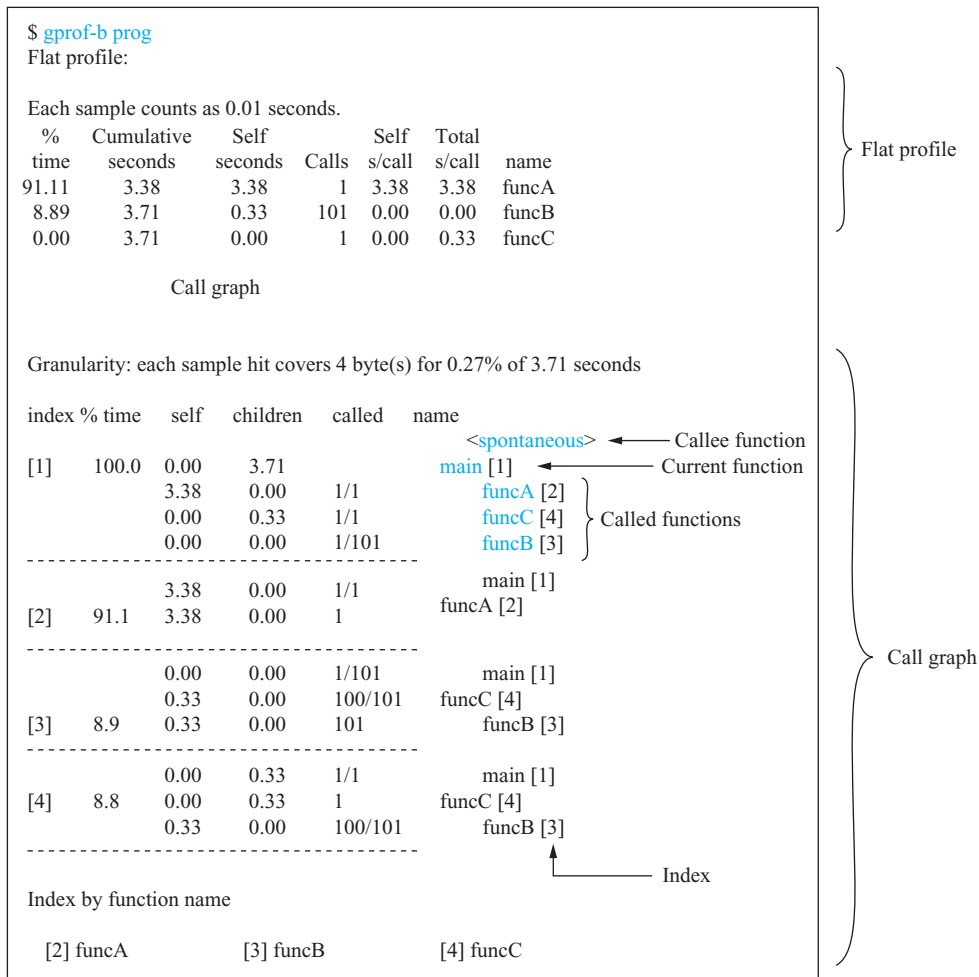 $ gprof-b prog
Flat profile:
Each sample counts as 0.01 seconds.
% Cumulative Self Self Total
time seconds seconds Calls s/call s/call name
91.11 3.38 3.38 1 3.38 3.38 funcA
8.89 3.71 0.33 101 0.00 0.00 funcB
0.00 3.71 0.00 1 0.00 0.33 funcC
Flat profile
Call graph
Granularity: each sample hit covers 4 byte(s) for 0.27% of 3.71 seconds
index % time self children called name
<spontaneous> Callee function
[1] 100.0 0.00 3.71 main [1] Current function
3.38 0.00 1/1 funcA [2]
0.00 0.33 1/1 funcC [4] Called functions
0.00 0.00 1/101 funcB [3]
3.38 0.00 1/1 main [1]
[2] 91.1 3.38 0.00 1 funcA [2]
0.00 0.00 1/101 main [1]
0.33 0.00 100/101 funcC [4]
[3] 8.9 0.33 0.00 101 funcB [3]
0.00 0.33 1/1 main [1]
[4] 8.8 0.00 0.33 1 funcC [4]
0.33 0.00 100/101 funcB [3]
Call graph
Index
Index by function name
[2] funcA [3] funcB [4] funcC